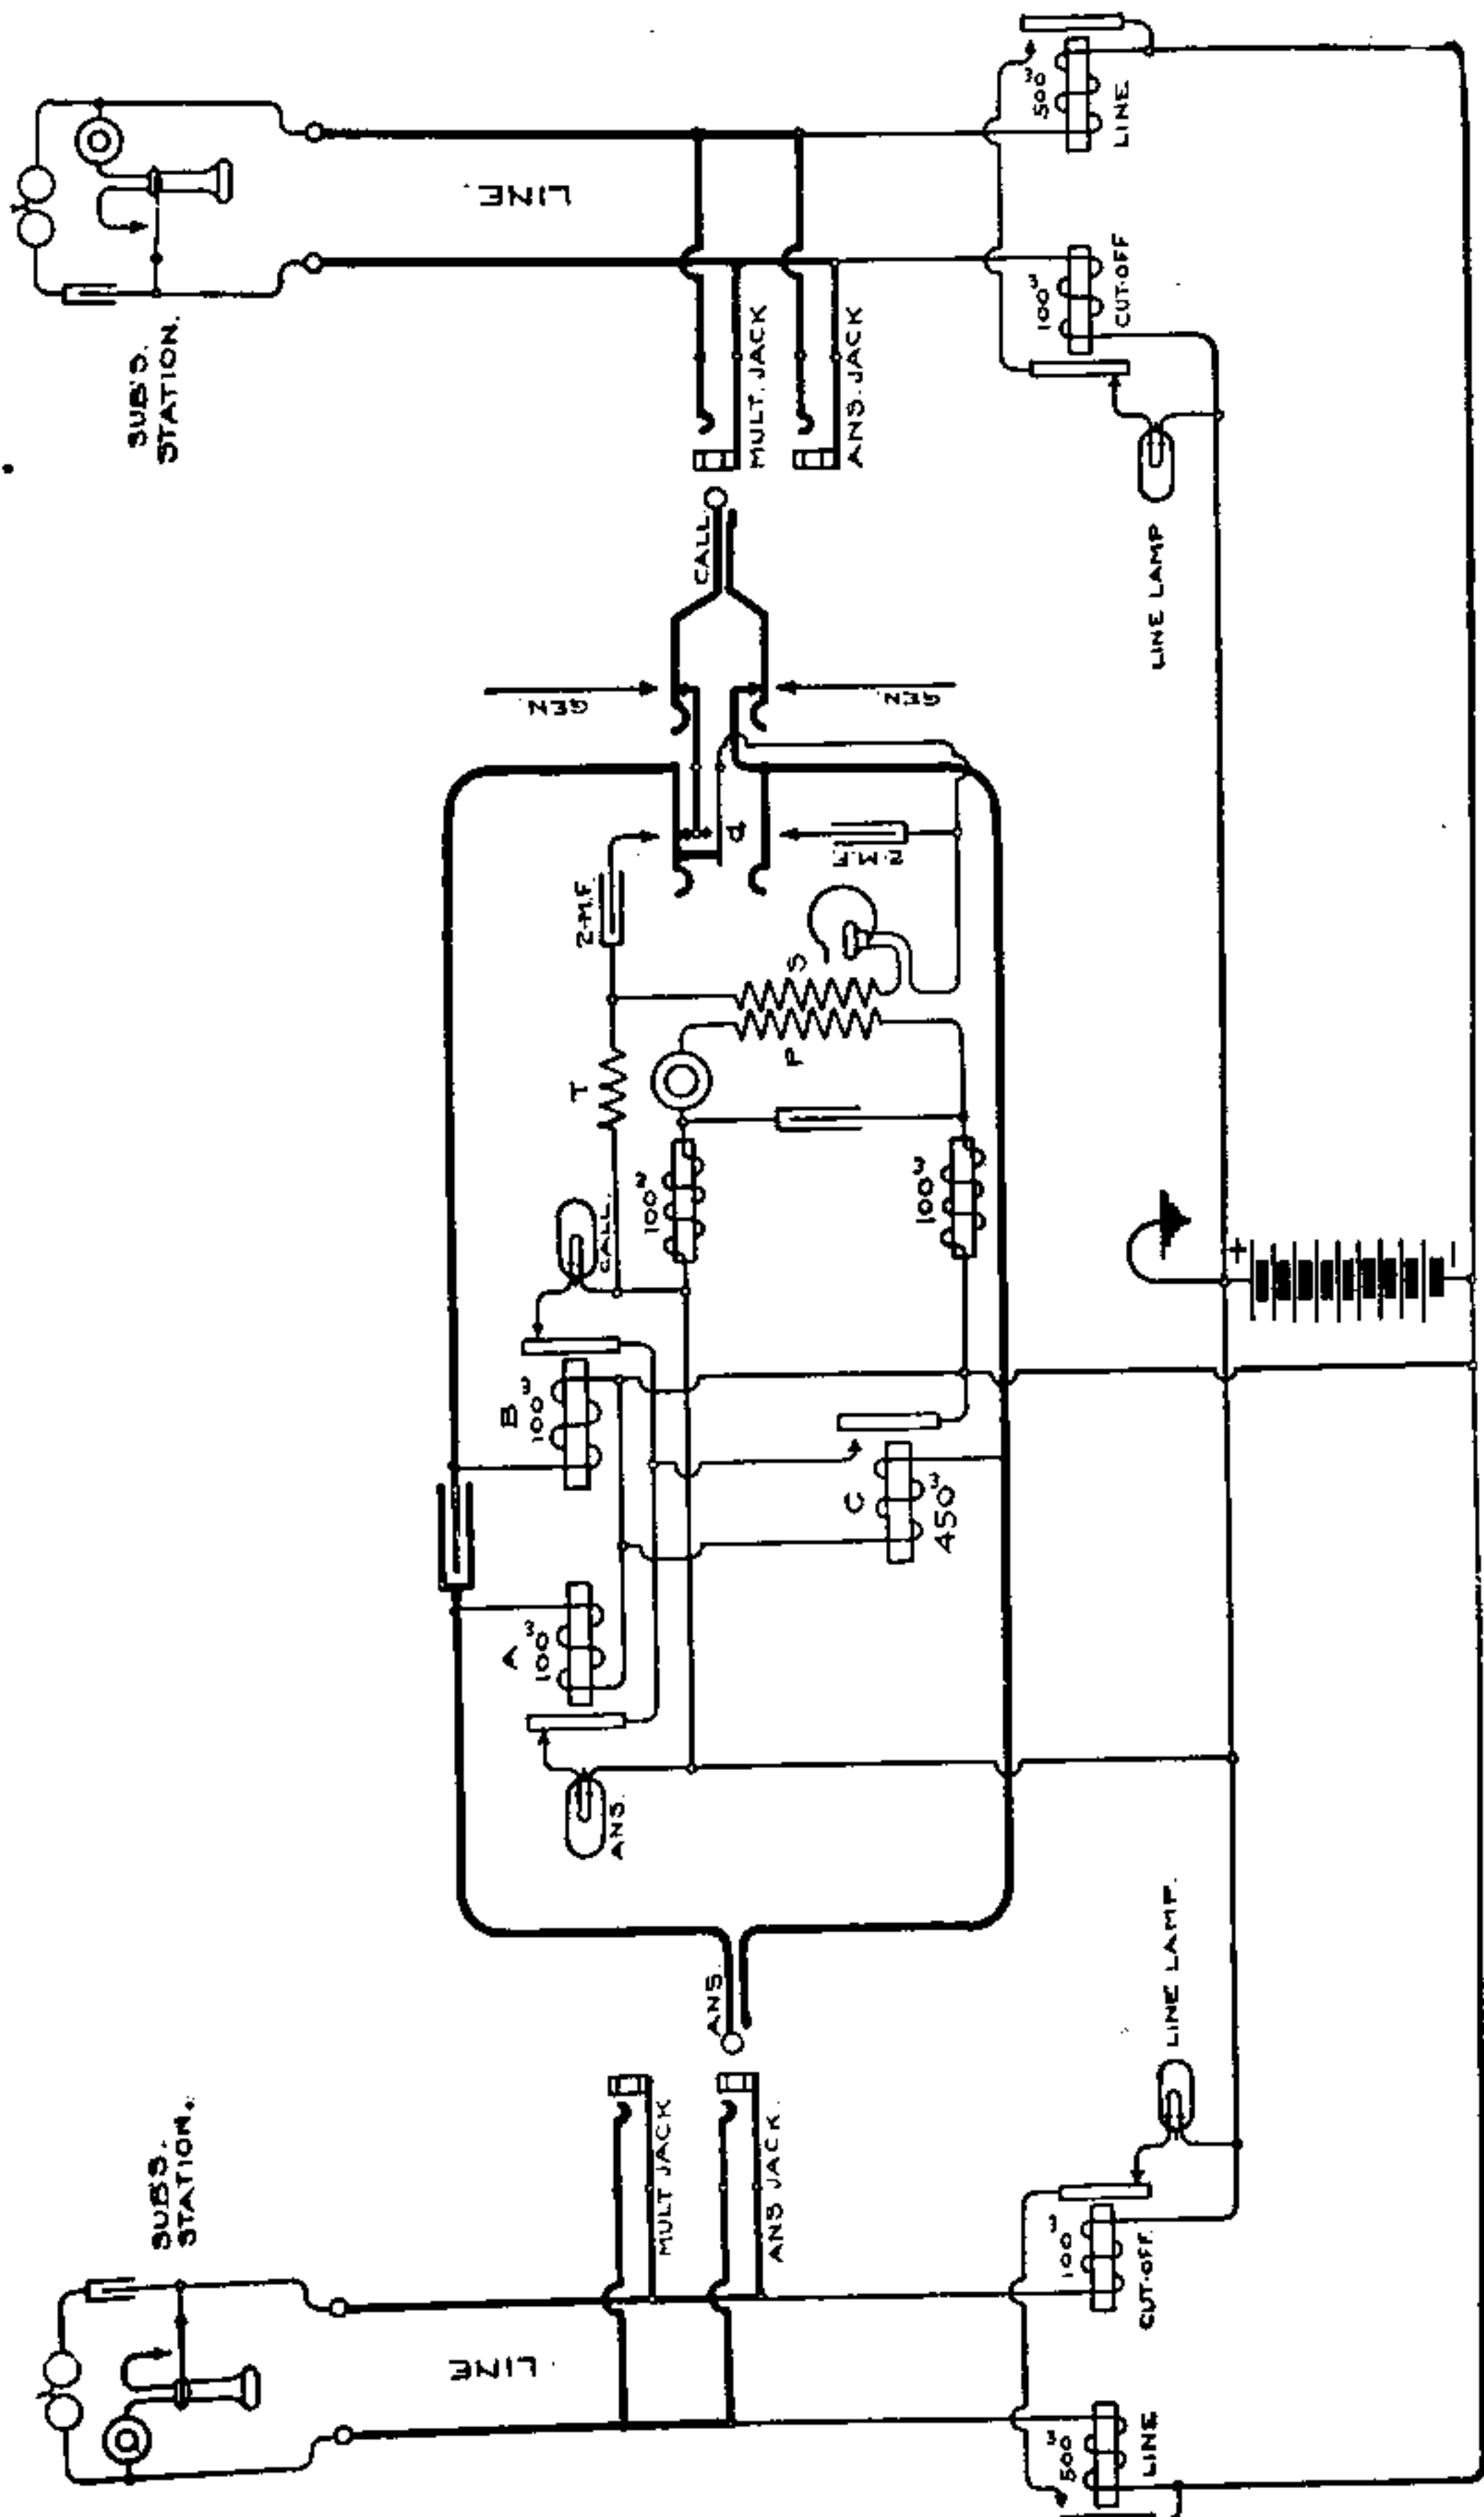 SUB'S.
STATION.
LINE.
500 ω
LINE.
100 ω
CUT-OFF
MULT. JACK
ANS. JACK
LINE LAMP
CALL.
GEN.
GEN.
P
2.M.F.
2.M.F.
S
P
T
CALL.
100 ω
100 ω
B
100 ω
C
450 ω
A
100 ω
ANS.
+
−
ANS.
MULT JACK
ANS JACK.
LINE LAMP.
SUBS.
STATION.
LINE
100 ω
CUT-OFF.
500 ω
LINE